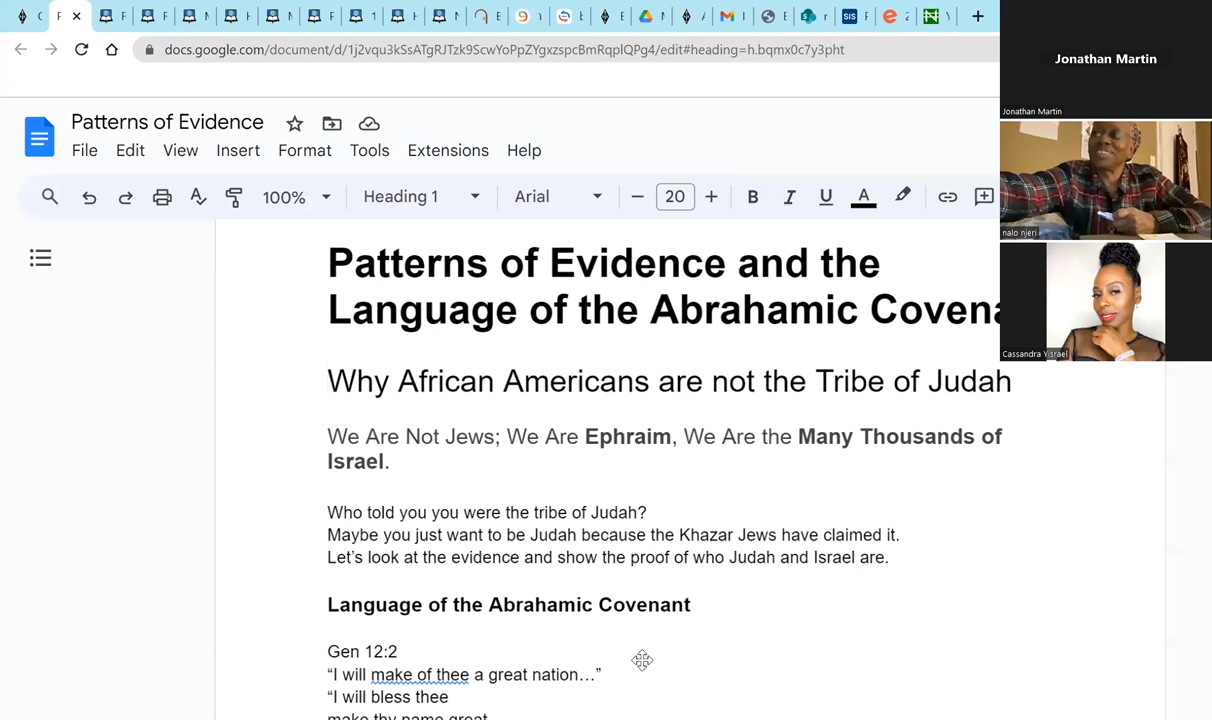 docs.google.com/document/d/1j2vqu3kSsATgRJTzk9ScwYoPpZYgxzspcBmRqplQPg4/edit#heading=h.bqmx0c7y3pht
Patterns of Evidence
File Edit View Insert Format Tools Extensions Help
100% Heading 1 Arial 20 B I U A
Patterns of Evidence and the
Language of the Abrahamic Covena
Why African Americans are not the Tribe of Judah
We Are Not Jews; We Are Ephraim, We Are the Many Thousands of
Israel.
Who told you you were the tribe of Judah?
Maybe you just want to be Judah because the Khazar Jews have claimed it.
Let's look at the evidence and show the proof of who Judah and Israel are.
Language of the Abrahamic Covenant
Gen 12:2
“I will make of thee a great nation…”
“I will bless thee
make thy name great
Jonathan Martin
Jonathan Martin
nalo njeri
Cassandra Yisrael